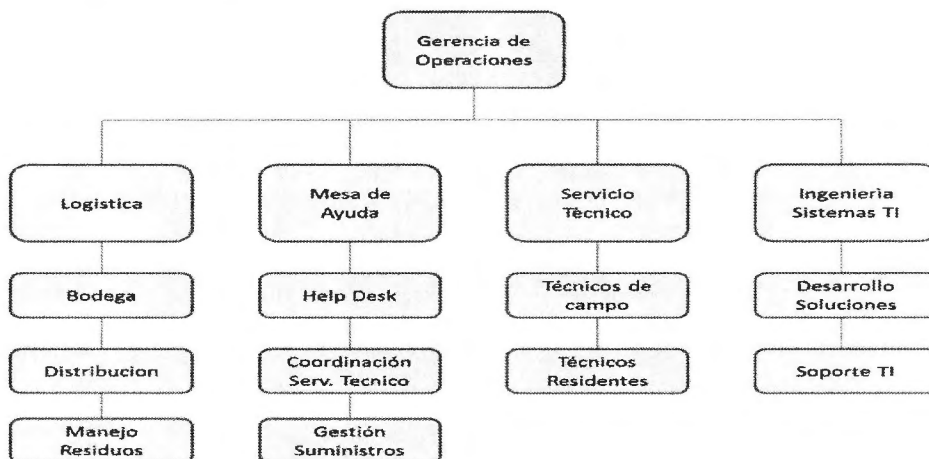 Gerencia de
Operaciones
Logistica
Mesa de
Ayuda
Servicio
Tècnico
Ingenierìa
Sistemas TI
Bodega
Help Desk
Técnicos de
campo
Desarrollo
Soluciones
Distribucion
Coordinación
Serv. Tecnico
Técnicos
Residentes
Soporte TI
Manejo
Residuos
Gestión
Suministros